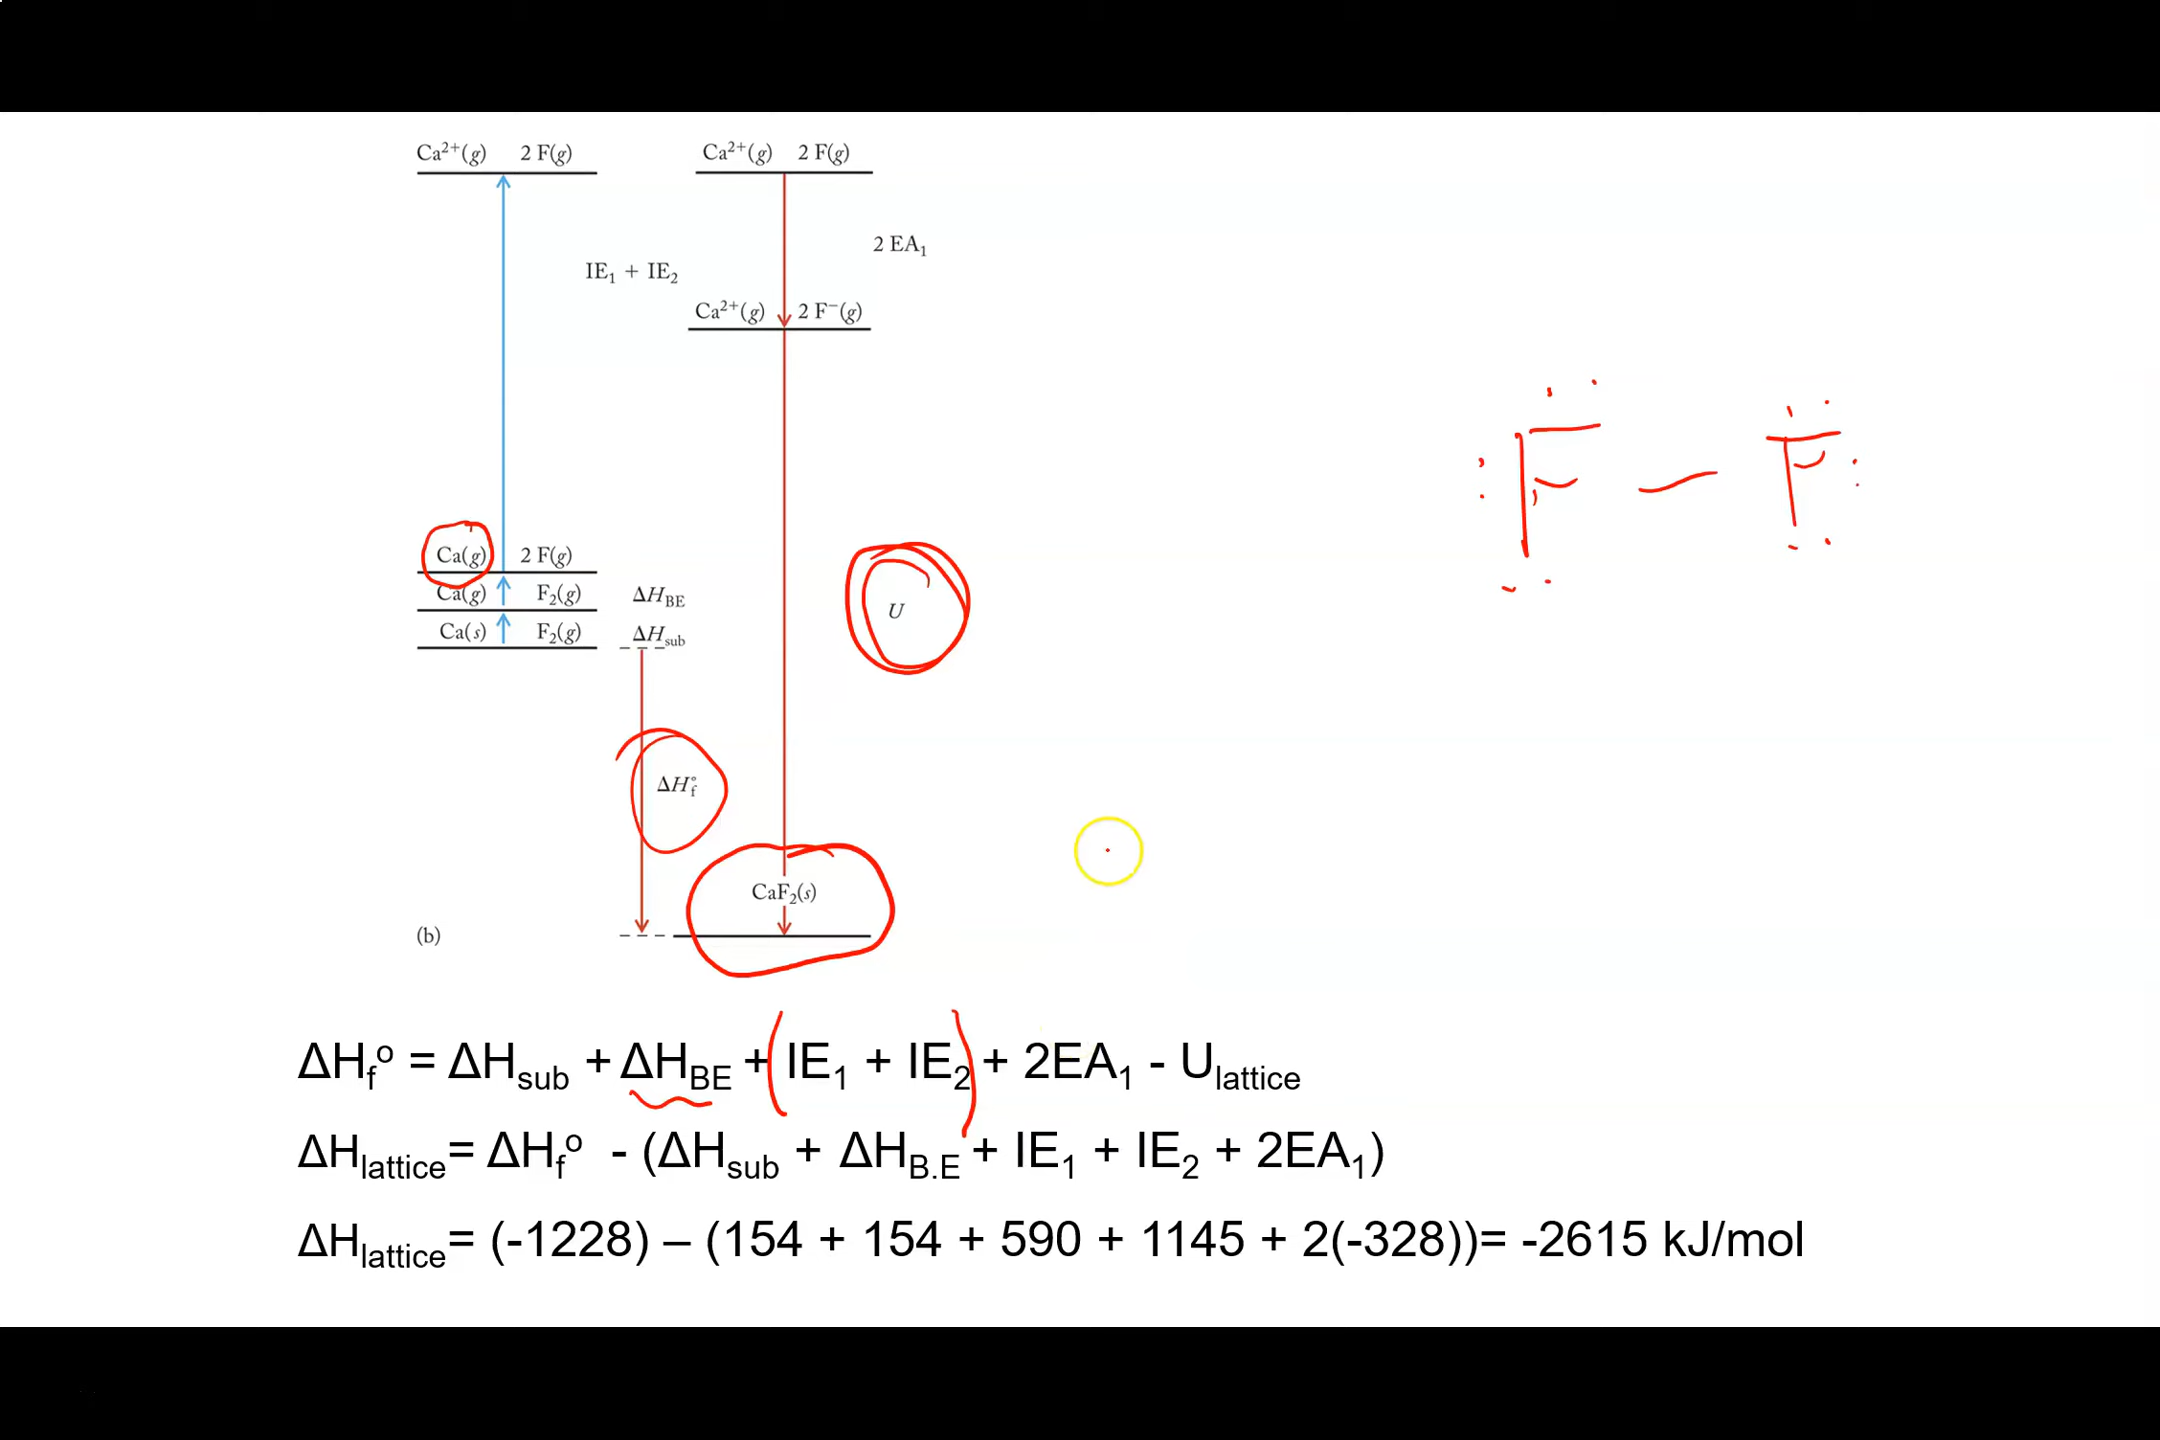 Ca²⁺(g) 2 F(g)
Ca²⁺(g) 2 F(g)
2 EA₁
IE₁ + IE₂
Ca²⁺(g) 2 F⁻(g)
Ca(g) 2 F(g)
Ca(g) F₂(g) ΔH_BE
U
Ca(s) F₂(g) ΔH_sub
ΔH°f
CaF₂(s)
(b)
F - F
ΔHfº = ΔHsub + ΔHBE + (IE₁ + IE₂) + 2EA₁ - Ulattice
ΔHlattice= ΔHfº - (ΔHsub + ΔHB.E + IE₁ + IE₂ + 2EA₁)
ΔHlattice= (-1228) – (154 + 154 + 590 + 1145 + 2(-328))= -2615 kJ/mol